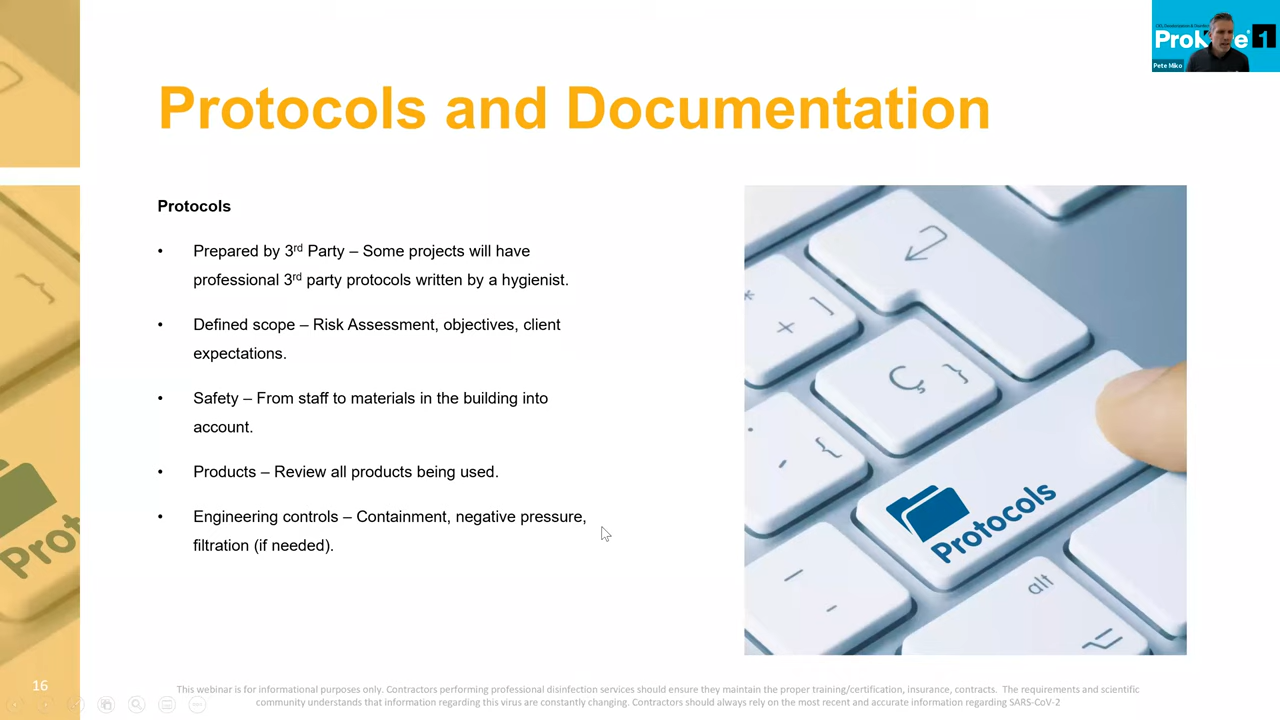 Protocols and Documentation
Pete Miko
1
Protocols
• Prepared by 3rd Party – Some projects will have
professional 3rd party protocols written by a hygienist.
• Defined scope – Risk Assessment, objectives, client
expectations.
• Safety – From staff to materials in the building into
account.
• Products – Review all products being used.
• Engineering controls – Containment, negative pressure,
filtration (if needed).
* ]
+
Ç }
{
Protocols
alt
}
Prot
16
This webinar is for informational purposes only. Contractors performing professional disinfection services should ensure they maintain the proper training/certification, insurance, contracts. The requirements and scientific
community understands that information regarding this virus are constantly changing. Contractors should always rely on the most recent and accurate information regarding SARS-CoV-2